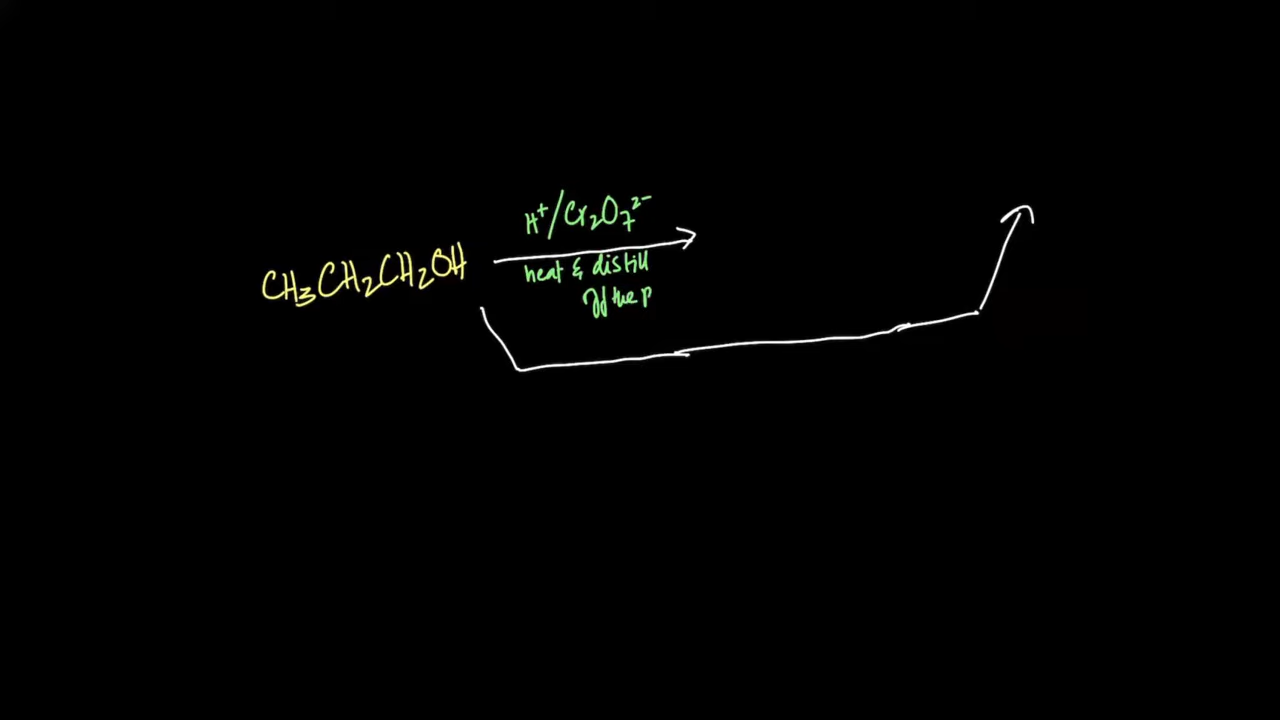 H⁺/Cr₂O₇²⁻
CH₃CH₂CH₂OH
heat & distill
off the p